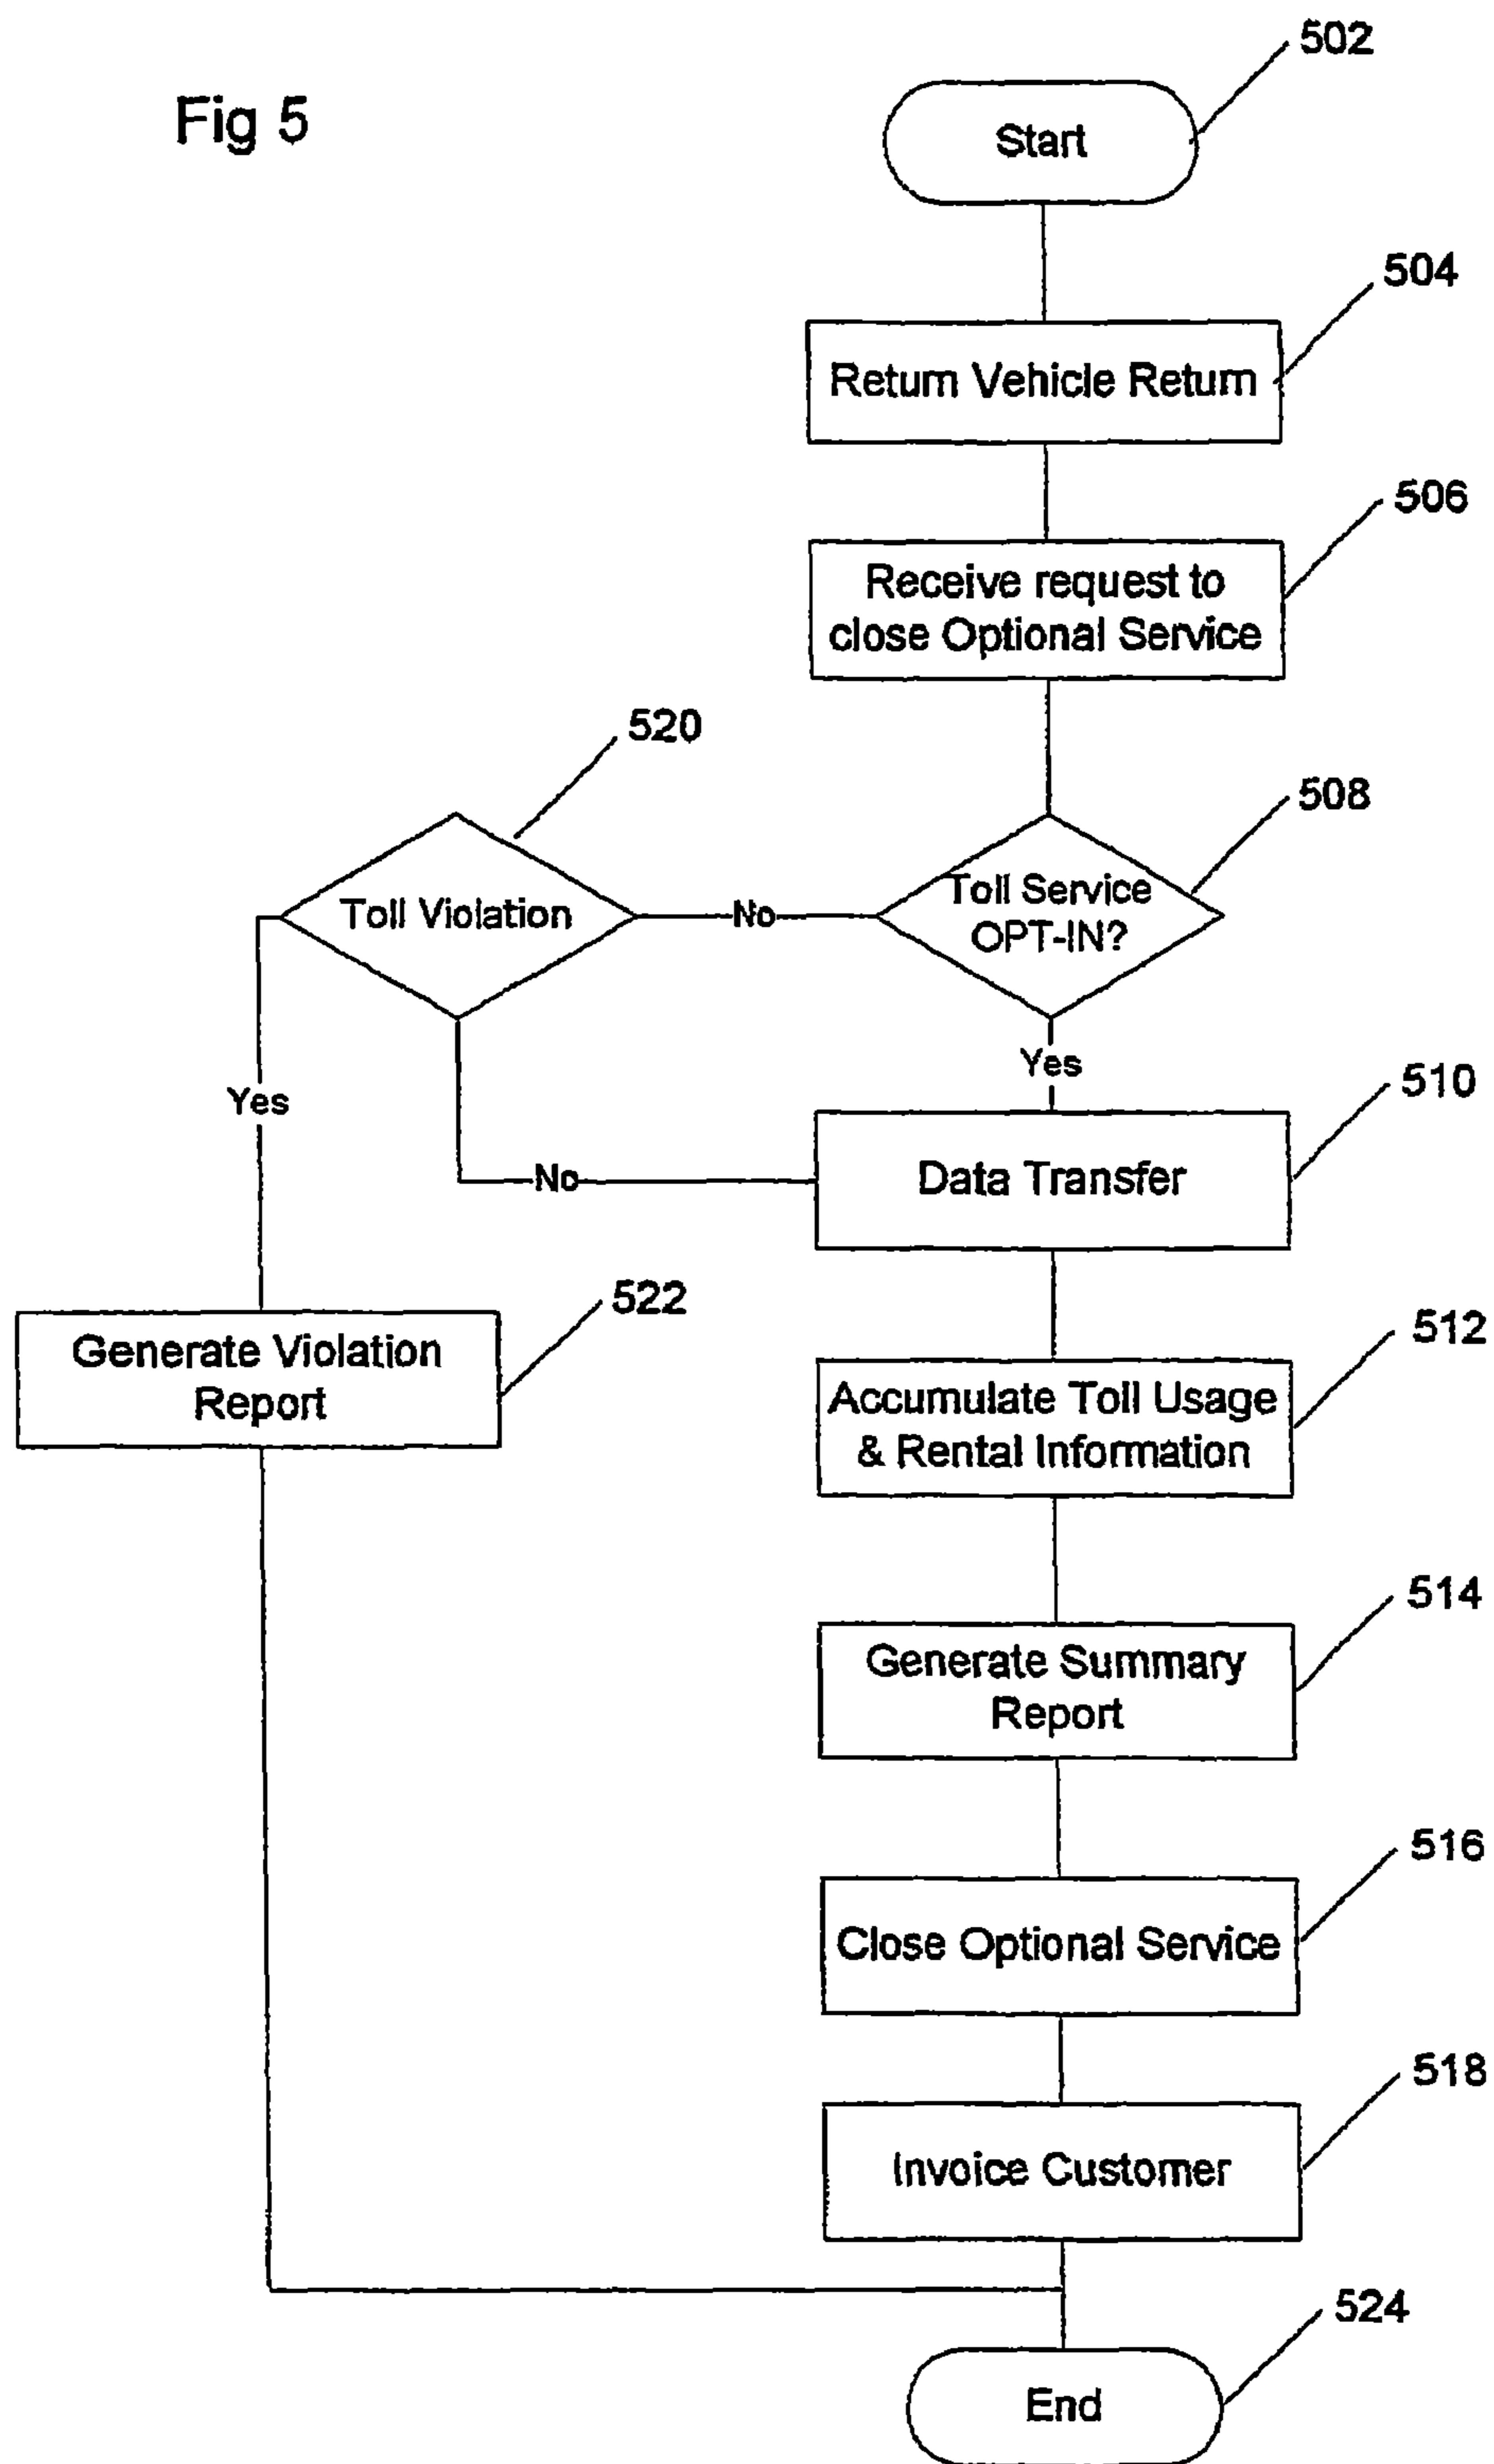 Fig 5
502
Start
504
Return Vehicle Return
506
Receive request to
close Optional Service
520
508
Toll Violation
No
Toll Service
OPT-IN?
Yes
Yes
510
No
Data Transfer
522
Generate Violation
Report
512
Accumulate Toll Usage
& Rental Information
514
Generate Summary
Report
516
Close Optional Service
518
Invoice Customer
524
End